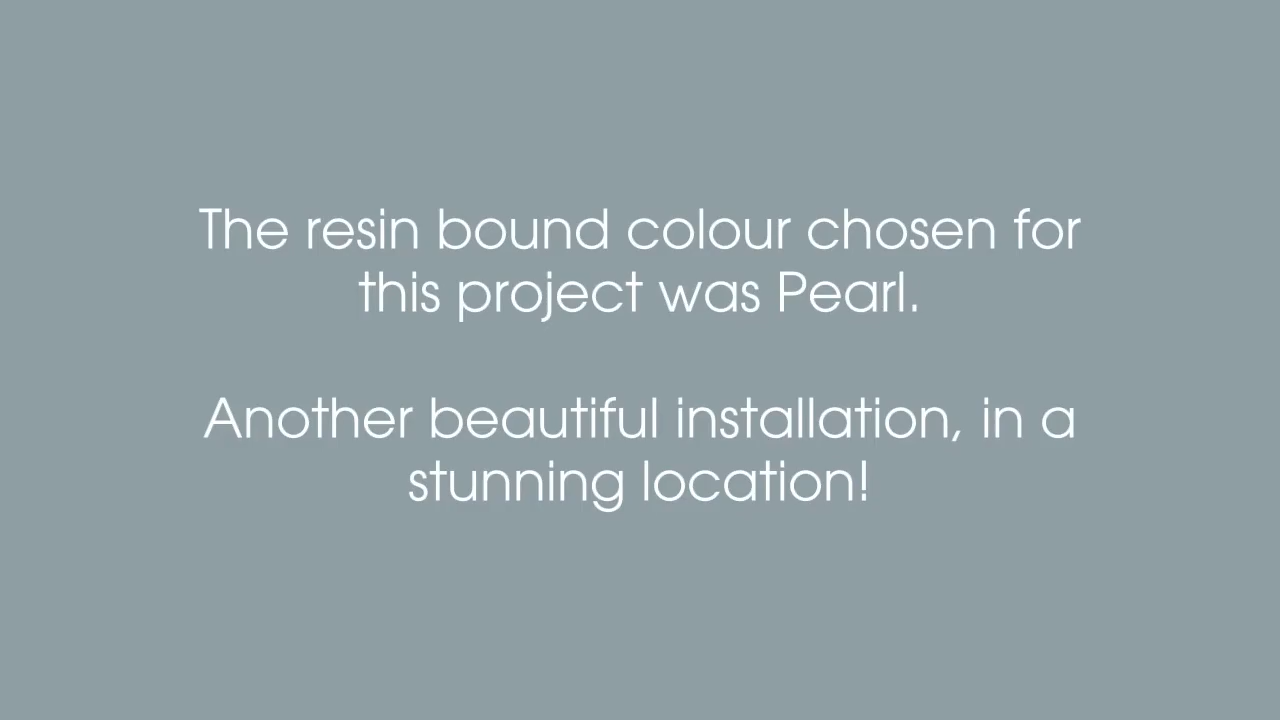 The resin bound colour chosen for
this project was Pearl.
Another beautiful installation, in a
stunning location!